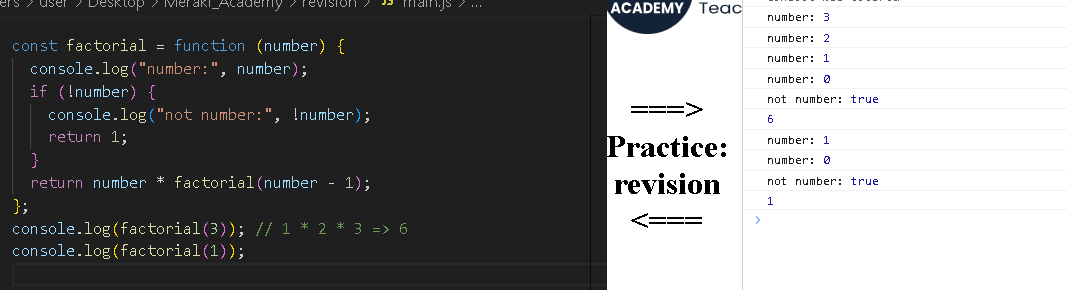 ers > user > Desktop > Meraki_Academy > revision > JS main.js > ...
const factorial = function (number) {
console.log("number:", number);
if (!number) {
console.log("not number:", !number);
return 1;
}
return number * factorial(number - 1);
};
console.log(factorial(3)); // 1 * 2 * 3 => 6
console.log(factorial(1));
ACADEMY Teac
===>
Practice:
revision
<===
number: 3
number: 2
number: 1
number: 0
not number: true
6
number: 1
number: 0
not number: true
1
>